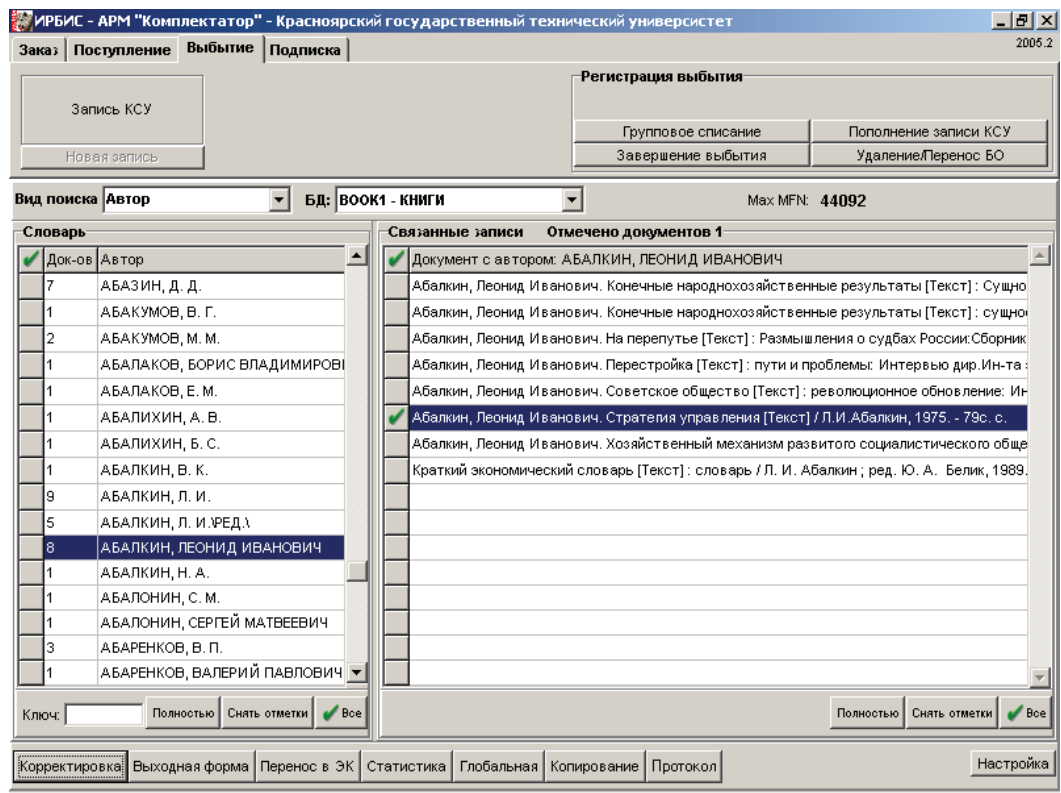 ИРБИС - АРМ "Комплектатор" - Красноярский государственный технический университет
Заказ Поступление Выбытие Подписка 2005.2
Регистрация выбытия
Запись КСУ
Групповое списание Пополнение записи КСУ
Новая запись Завершение выбытия Удаление/Перенос БО
Вид поиска Автор БД: BOOK1 - КНИГИ Max MFN: 44092
Словарь Связанные записи Отмечено документов 1
Док-ов Автор Документ с автором: АБАЛКИН, ЛЕОНИД ИВАНОВИЧ
7 АБАЗИН, Д. Д. Абалкин, Леонид Иванович. Конечные народнохозяйственные результаты [Текст] : Сущно
1 АБАКУМОВ, В. Г. Абалкин, Леонид Иванович. Конечные народнохозяйственные результаты [Текст] : сущно
2 АБАКУМОВ, М. М. Абалкин, Леонид Иванович. На перепутье [Текст] : Размышления о судбах России:Сборник
1 АБАЛАКОВ, БОРИС ВЛАДИМИРОВИ Абалкин, Леонид Иванович. Перестройка [Текст] : пути и проблемы: Интервью дир.Ин-та
1 АБАЛАКОВ, Е. М. Абалкин, Леонид Иванович. Советское общество [Текст] : революционное обновление: Ин
1 АБАЛИХИН, А. В. Абалкин, Леонид Иванович. Стратегия управления [Текст] / Л.И.Абалкин, 1975. - 79с. с.
1 АБАЛИХИН, Б. С. Абалкин, Леонид Иванович. Хозяйственный механизм развитого социалистического обще
1 АБАЛКИН, В. К. Краткий экономический словарь [Текст] : словарь / Л. И. Абалкин ; ред. Ю. А. Белик, 1989.
9 АБАЛКИН, Л. И.
5 АБАЛКИН, Л. И.\РЕД.\
8 АБАЛКИН, ЛЕОНИД ИВАНОВИЧ
1 АБАЛКИН, Н. А.
1 АБАЛОНИН, С. М.
1 АБАЛОНИН, СЕРГЕЙ МАТВЕЕВИЧ
3 АБАРЕНКОВ, В. П.
1 АБАРЕНКОВ, ВАЛЕРИЙ ПАВЛОВИЧ
Ключ: Полностью Снять отметки Все Полностью Снять отметки Все
Корректировка Выходная форма Перенос в ЭК Статистика Глобальная Копирование Протокол Настройка